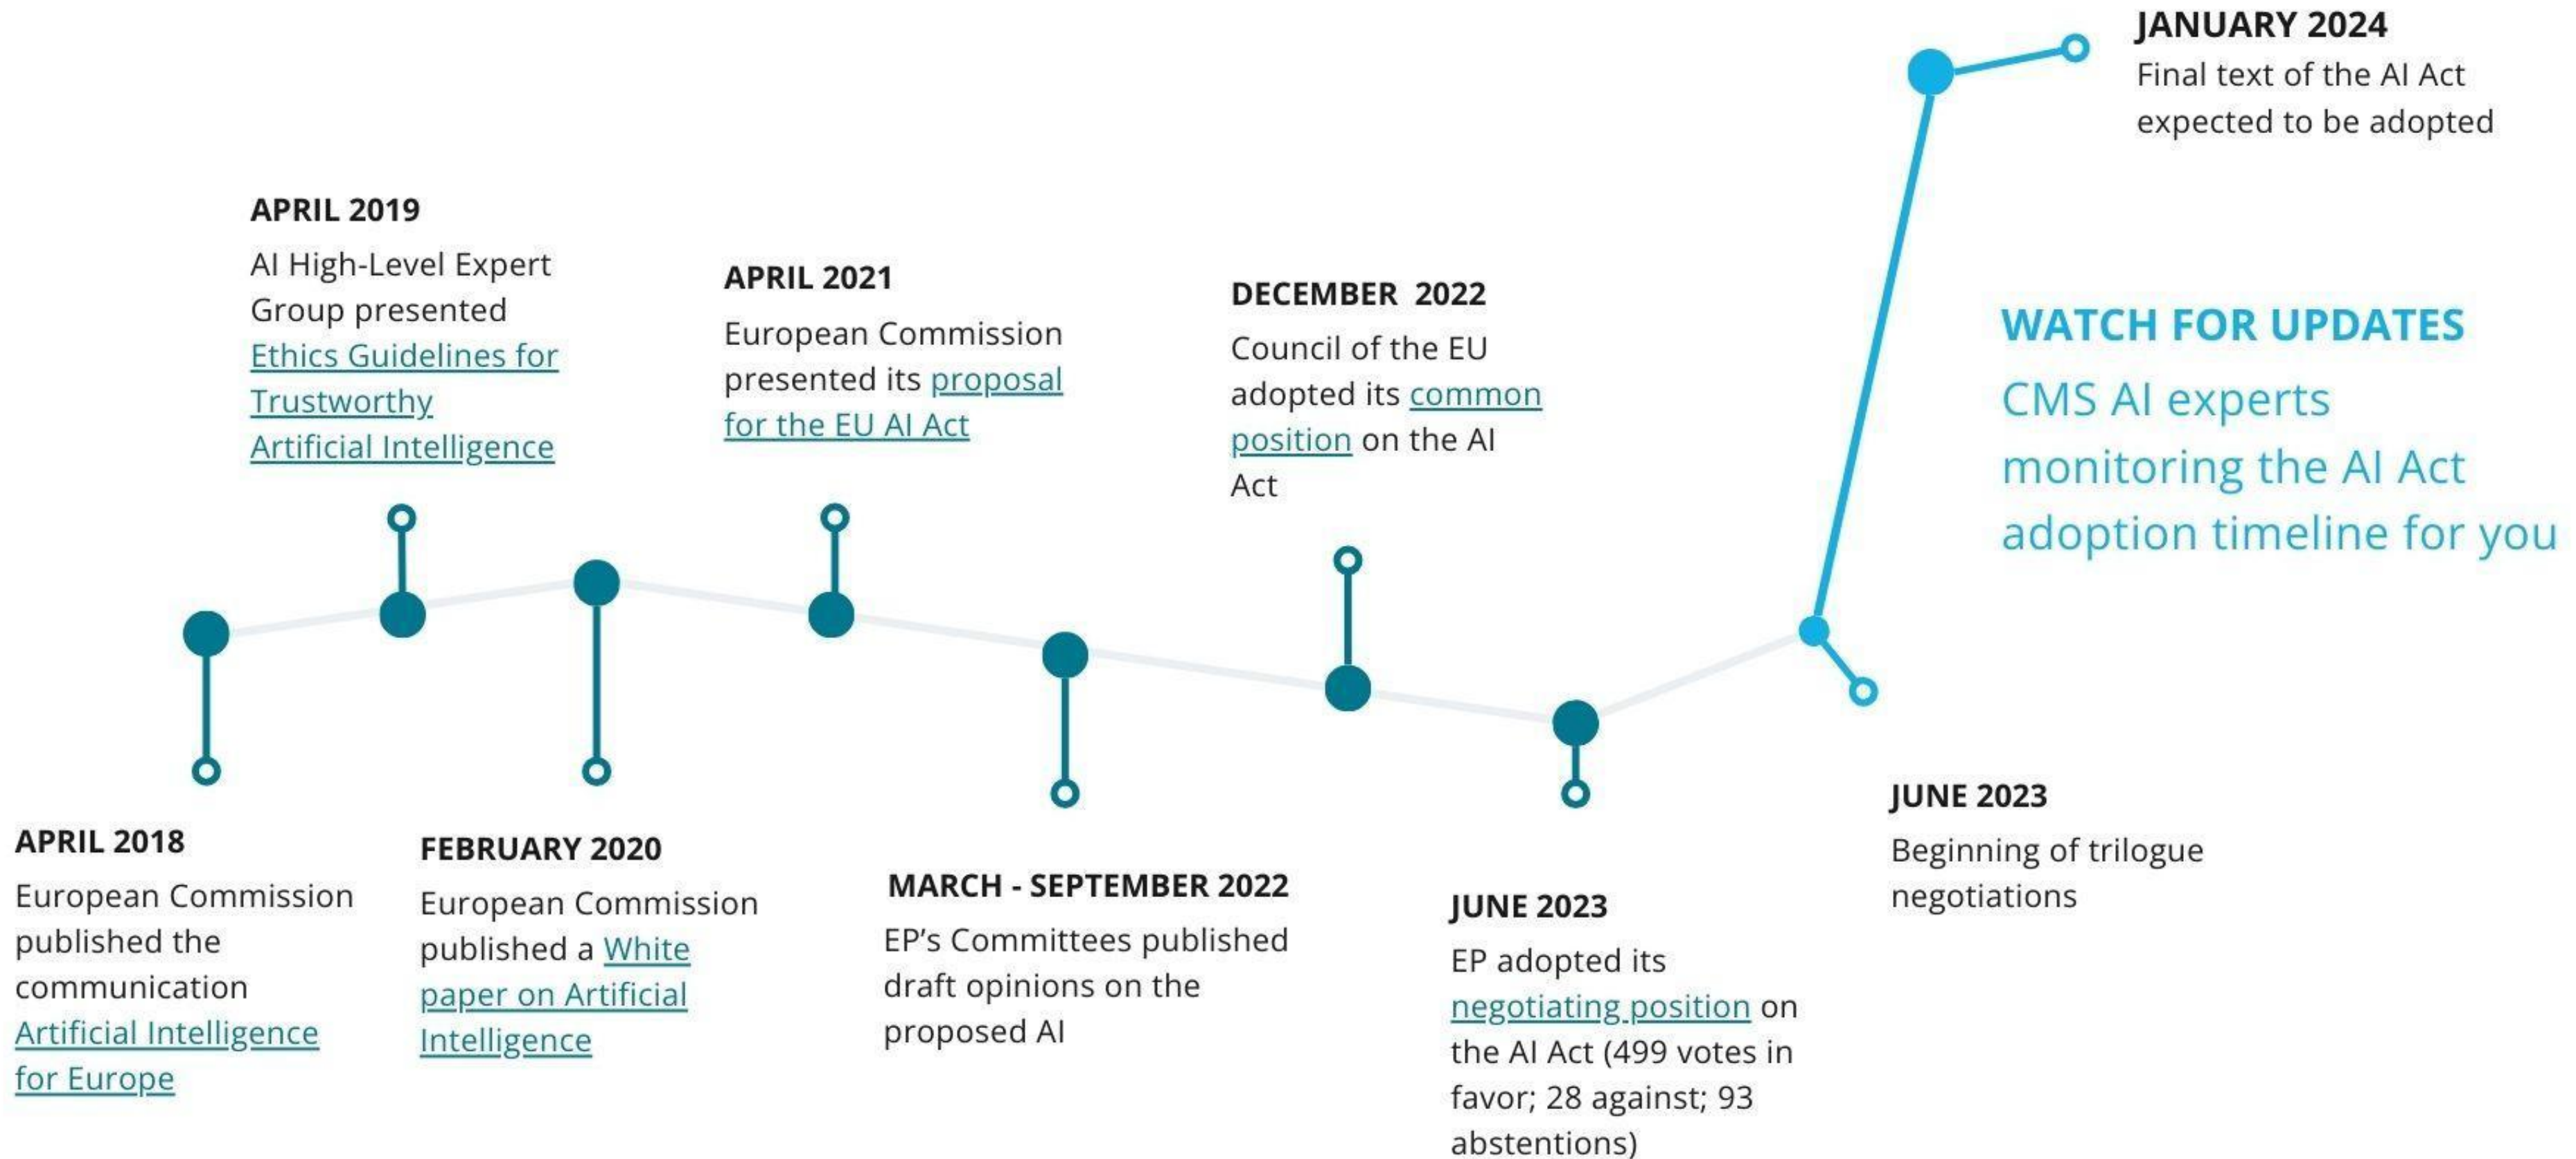 APRIL 2018
European Commission
published the
communication
Artificial Intelligence
for Europe
APRIL 2019
AI High-Level Expert
Group presented
Ethics Guidelines for
Trustworthy
Artificial Intelligence
FEBRUARY 2020
European Commission
published a White
paper on Artificial
Intelligence
APRIL 2021
European Commission
presented its proposal
for the EU AI Act
MARCH - SEPTEMBER 2022
EP’s Committees published
draft opinions on the
proposed AI
DECEMBER 2022
Council of the EU
adopted its common
position on the AI
Act
JUNE 2023
EP adopted its
negotiating position on
the AI Act (499 votes in
favor; 28 against; 93
abstentions)
JUNE 2023
Beginning of trilogue
negotiations
JANUARY 2024
Final text of the AI Act
expected to be adopted
WATCH FOR UPDATES
CMS AI experts
monitoring the AI Act
adoption timeline for you